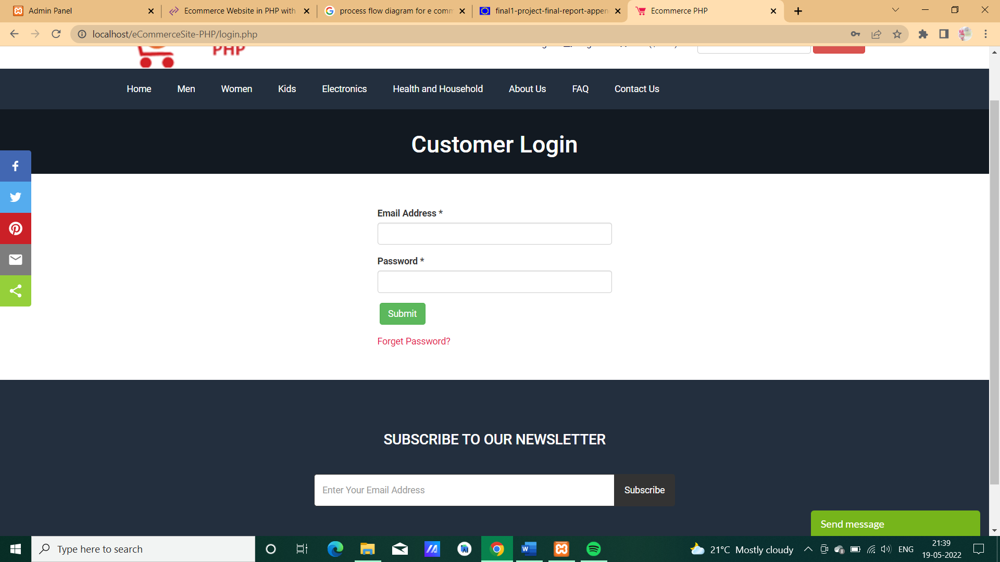 Admin Panel
Ecommerce Website in PHP with
process flow diagram for e comm
final1-project-final-report-appen
Ecommerce PHP
localhost/eCommerceSite-PHP/login.php
PHP
Home
Men
Women
Kids
Electronics
Health and Household
About Us
FAQ
Contact Us
Customer Login
Email Address *
Password *
Submit
Forget Password?
SUBSCRIBE TO OUR NEWSLETTER
Enter Your Email Address
Subscribe
Send message
Type here to search
21°C Mostly cloudy
ENG
21:39
19-05-2022